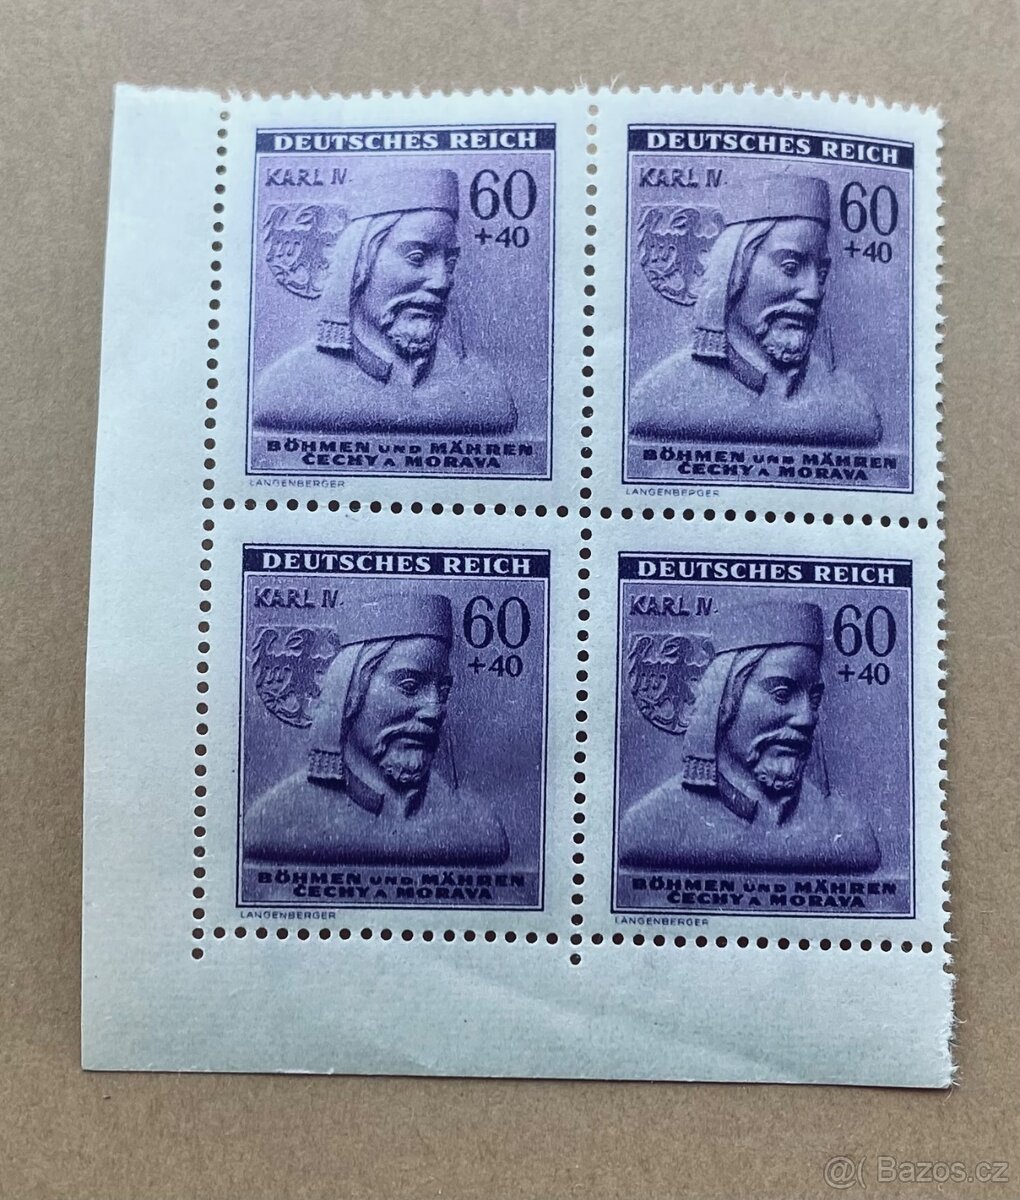 DEUTSCHES REICH
KARL IV.
60
+40
BÖHMEN UND MÄHREN
ČECHY A MORAVA
LANGENBERGER
DEUTSCHES REICH
KARL IV.
60
+40
BÖHMEN UND MÄHREN
ČECHY A MORAVA
LANGENBERGER
DEUTSCHES REICH
KARL IV.
60
+40
BÖHMEN UND MÄHREN
ČECHY A MORAVA
LANGENBERGER
DEUTSCHES REICH
KARL IV.
60
+40
BÖHMEN UND MÄHREN
ČECHY A MORAVA
LANGENBERGER
@( Bazos.cz